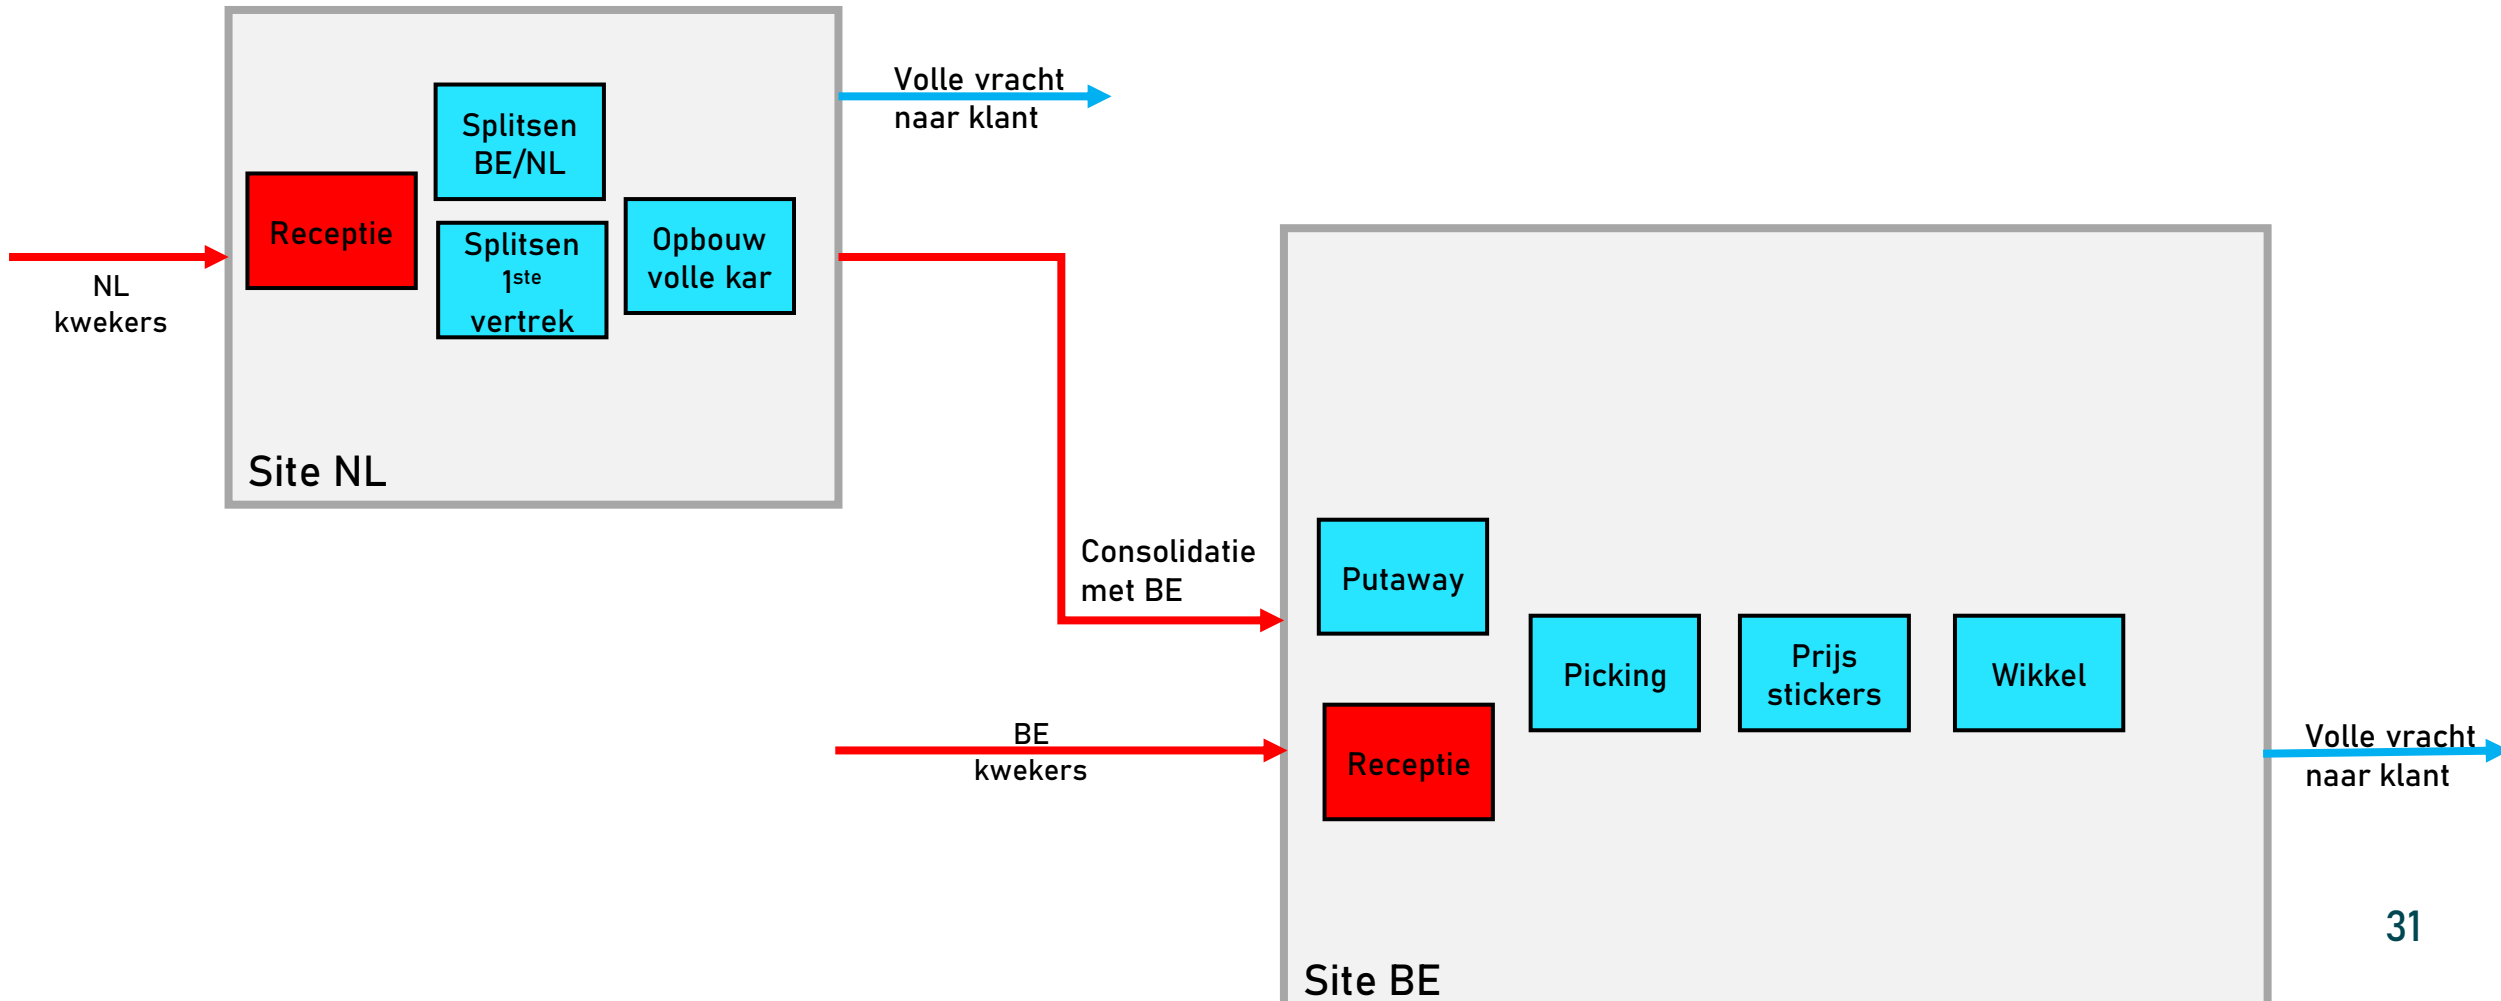 Volle vracht
naar klant
Splitsen
BE/NL
Receptie
Splitsen
1ste
vertrek
Opbouw
volle kar
NL
kwekers
Site NL
Consolidatie
met BE
Putaway
Picking
Prijs
stickers
Wikkel
BE
kwekers
Receptie
Volle vracht
naar klant
31
Site BE